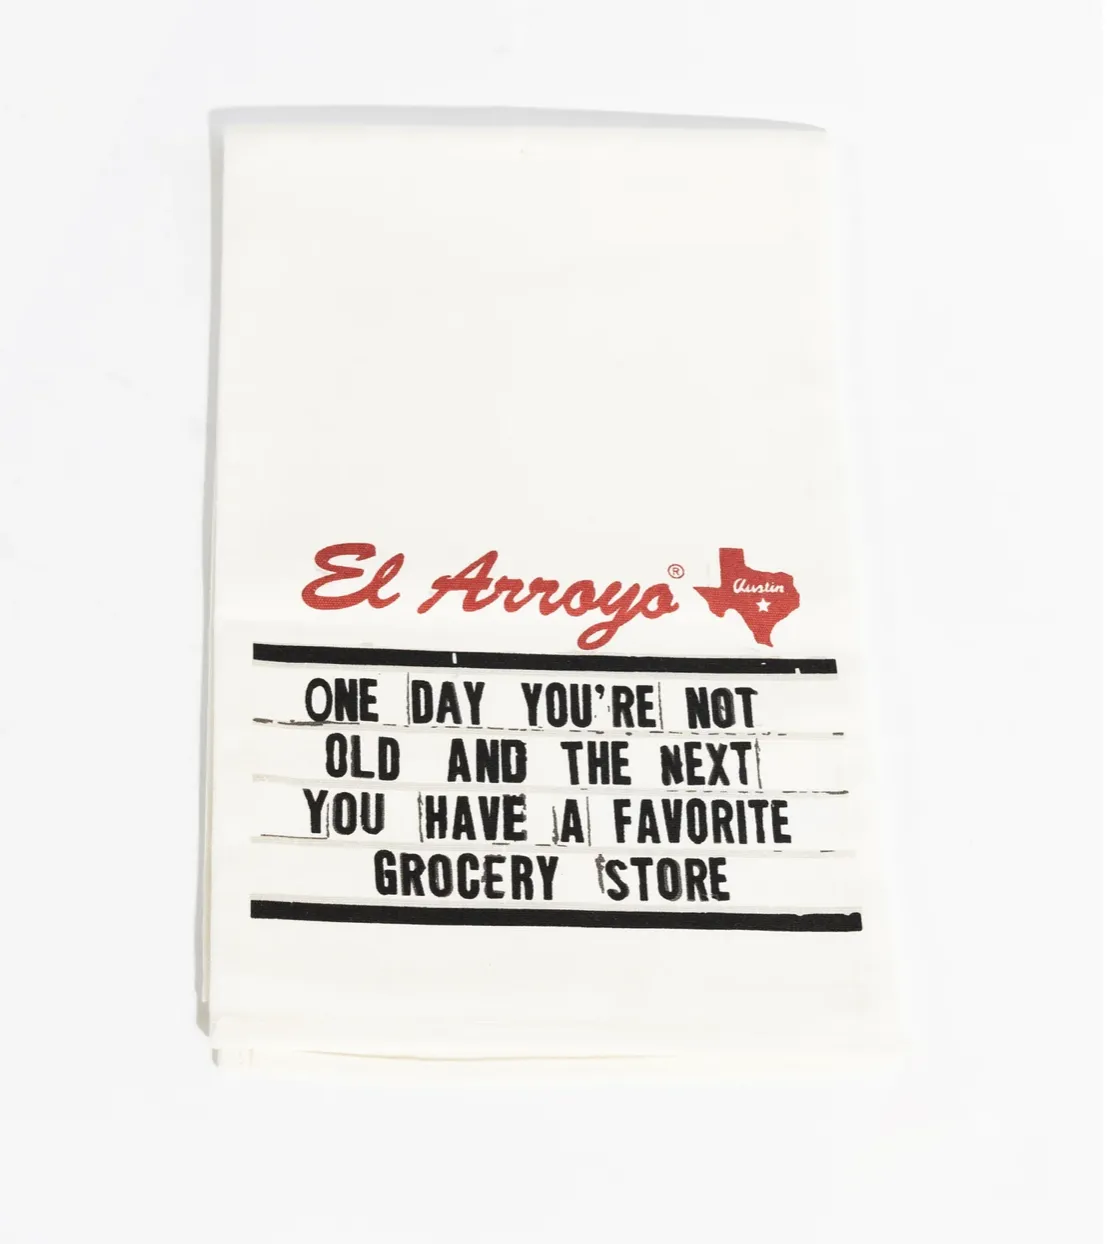 El Arroyo®
Austin
ONE DAY YOU'RE NOT
OLD AND THE NEXT
YOU HAVE A FAVORITE
GROCERY STORE